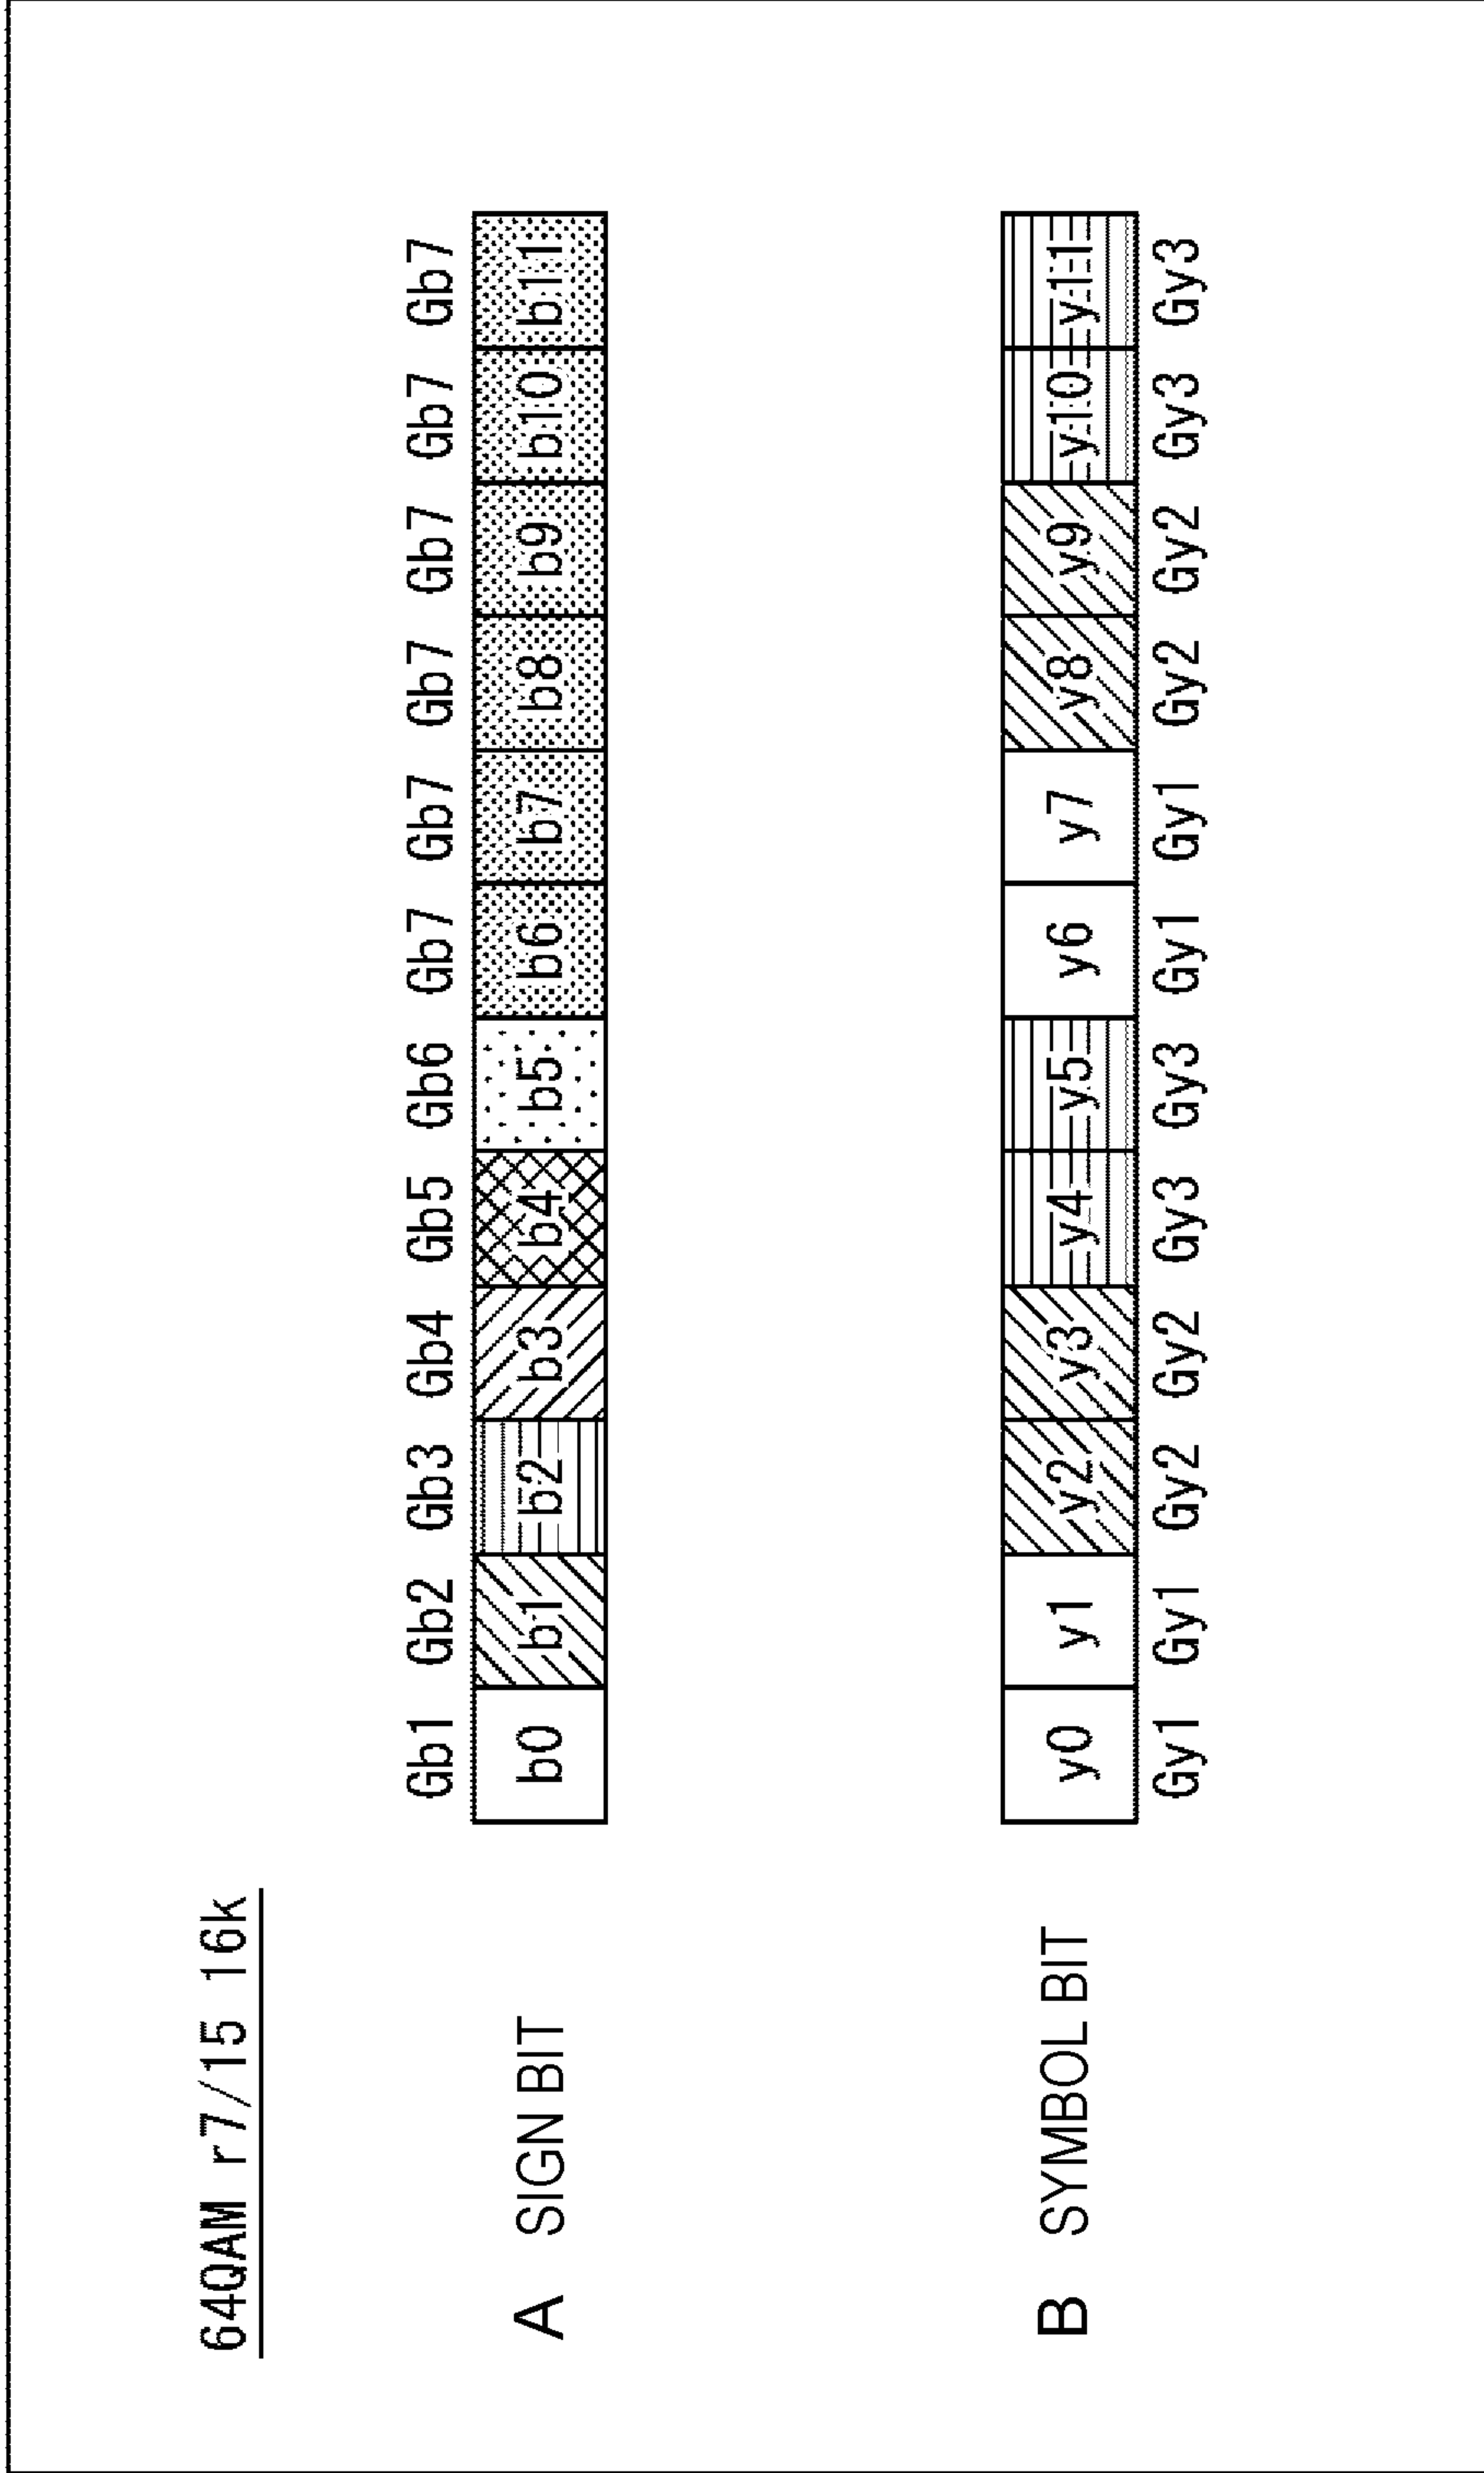 64QAM r7/15 16k
Gb1 Gb2 Gb3 Gb4 Gb5 Gb6 Gb7 Gb7 Gb7 Gb7 Gb7 Gb7
A SIGN BIT b0 b1 b2 b3 b4 b5 b6 b7 b8 b9 b10 b11
B SYMBOL BIT y0 y1 y2 y3 y4 y5 y6 y7 y8 y9 y10 y11
Gy1 Gy1 Gy2 Gy2 Gy3 Gy3 Gy1 Gy1 Gy2 Gy2 Gy3 Gy3